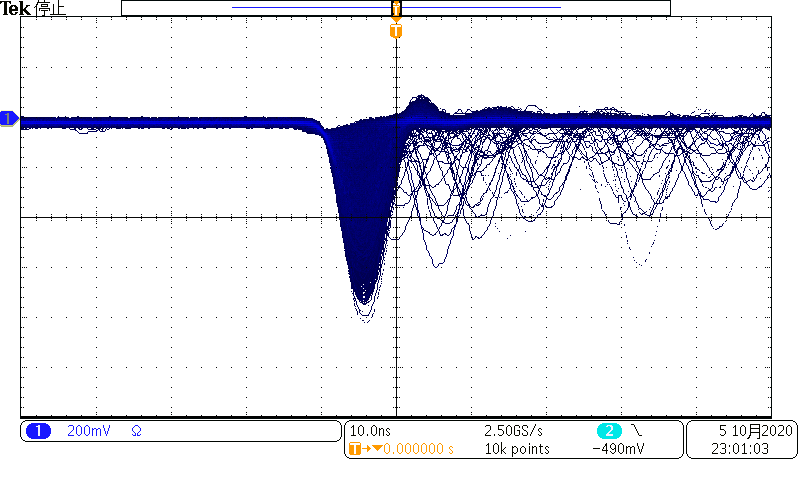 Tek 停止
T
T
1
1 200mV Ω
10.0ns 2.50GS/s 2 -490mV
T→▼0.000000 s 10k points
5 10月2020
23:01:03